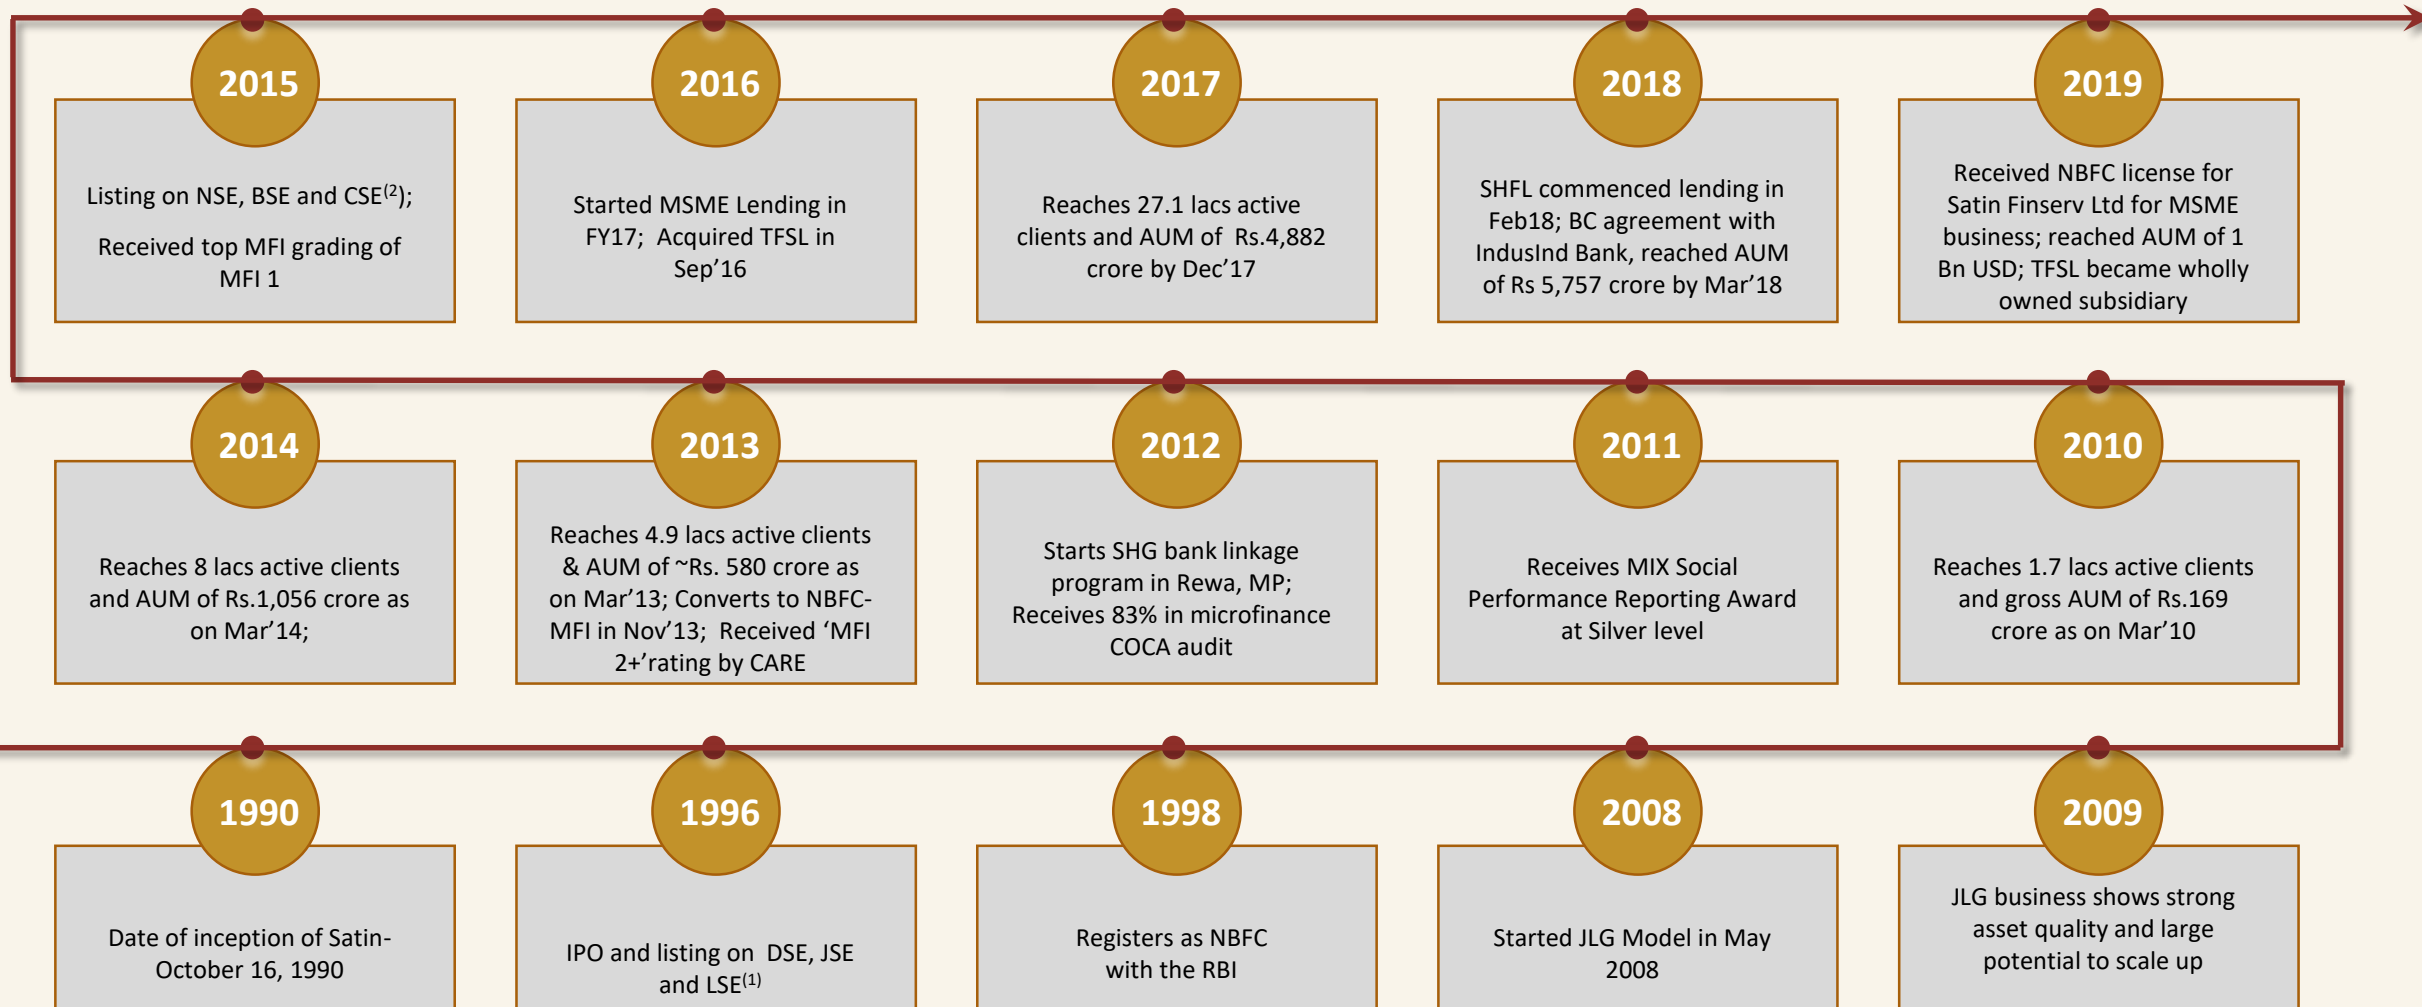 2015
Listing on NSE, BSE and CSE(2);
Received top MFI grading of
MFI 1
2016
Started MSME Lending in
FY17; Acquired TFSL in
Sep’16
2017
Reaches 27.1 lacs active
clients and AUM of Rs.4,882
crore by Dec’17
2018
SHFL commenced lending in
Feb18; BC agreement with
IndusInd Bank, reached AUM
of Rs 5,757 crore by Mar’18
2019
Received NBFC license for
Satin Finserv Ltd for MSME
business; reached AUM of 1
Bn USD; TFSL became wholly
owned subsidiary
2014
Reaches 8 lacs active clients
and AUM of Rs.1,056 crore as
on Mar’14;
2013
Reaches 4.9 lacs active clients
& AUM of ~Rs. 580 crore as
on Mar’13; Converts to NBFC-
MFI in Nov’13; Received ‘MFI
2+’rating by CARE
2012
Starts SHG bank linkage
program in Rewa, MP;
Receives 83% in microfinance
COCA audit
2011
Receives MIX Social
Performance Reporting Award
at Silver level
2010
Reaches 1.7 lacs active clients
and gross AUM of Rs.169
crore as on Mar’10
1990
Date of inception of Satin-
October 16, 1990
1996
IPO and listing on DSE, JSE
and LSE(1)
1998
Registers as NBFC
with the RBI
2008
Started JLG Model in May
2008
2009
JLG business shows strong
asset quality and large
potential to scale up